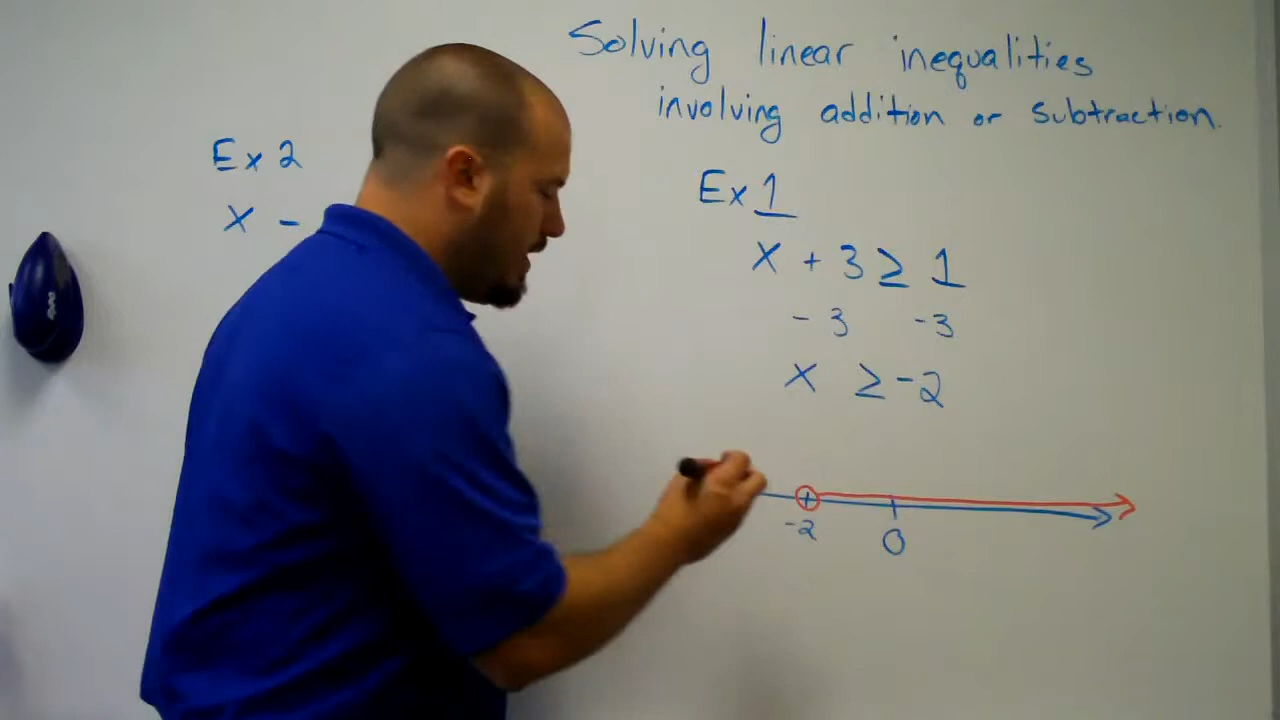 Solving linear inequalities
involving addition or subtraction.
Ex 2
x -
Ex 1
x + 3 ≥ 1
- 3 -3
x ≥ -2
-2 0